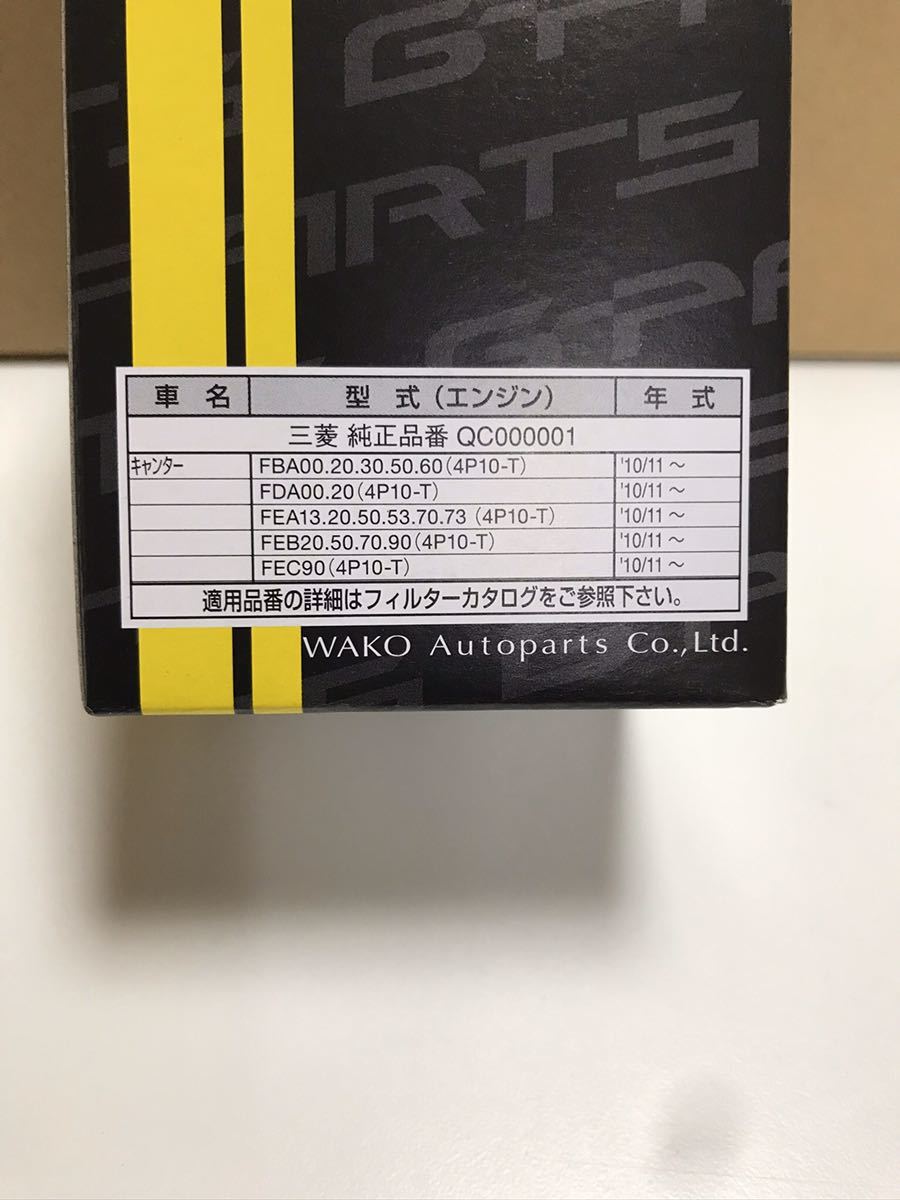 G PARTS
PARTS
G PA
車 名 型 式 (エンジン) 年 式
三菱 純正品番 QC000001
キャンター FBA00.20.30.50.60(4P10-T) '10/11 ~
FDA00.20(4P10-T) '10/11 ~
FEA13.20.50.53.70.73 (4P10-T) '10/11 ~
FEB20.50.70.90(4P10-T) '10/11 ~
FEC90(4P10-T) '10/11 ~
適用品番の詳細はフィルターカタログをご参照下さい。
WAKO Autoparts Co.,Ltd.